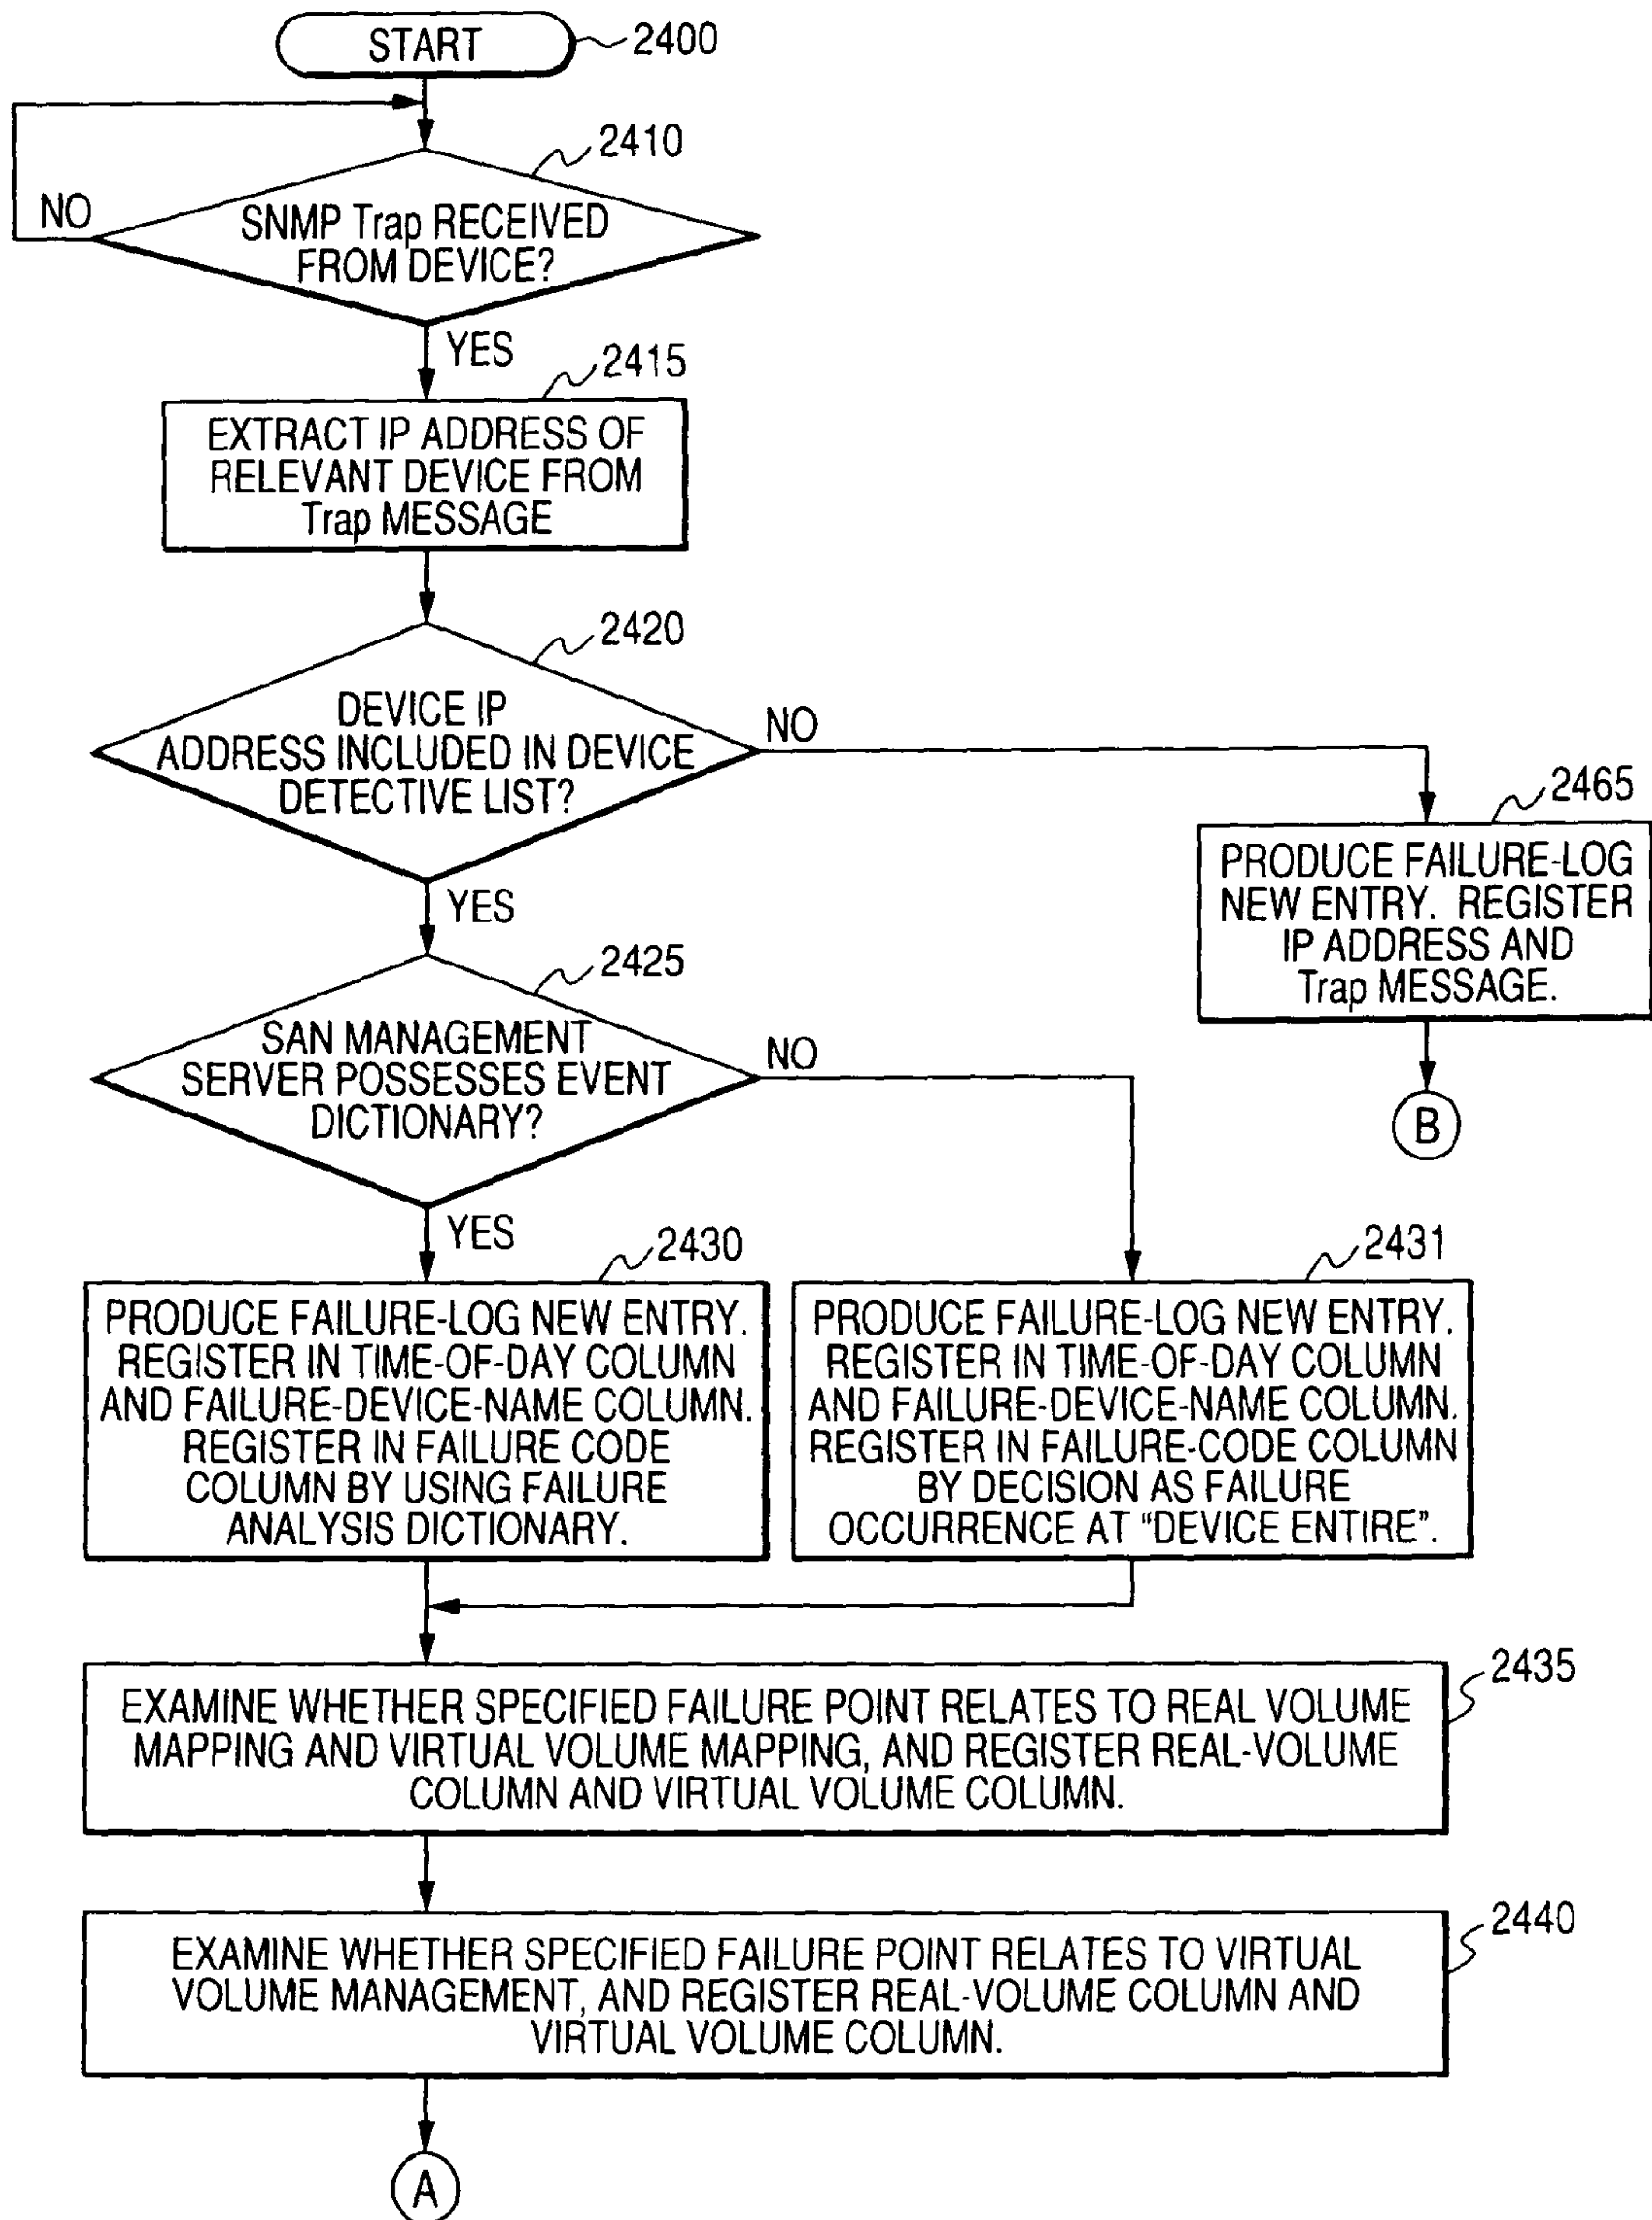 START
2400
2410
NO
SNMP Trap RECEIVED
FROM DEVICE?
YES
2415
EXTRACT IP ADDRESS OF
RELEVANT DEVICE FROM
Trap MESSAGE
2420
DEVICE IP
ADDRESS INCLUDED IN DEVICE
DETECTIVE LIST?
NO
YES
2465
PRODUCE FAILURE-LOG
NEW ENTRY. REGISTER
IP ADDRESS AND
Trap MESSAGE.
B
2425
SAN MANAGEMENT
SERVER POSSESSES EVENT
DICTIONARY?
NO
YES
2430
PRODUCE FAILURE-LOG NEW ENTRY.
REGISTER IN TIME-OF-DAY COLUMN
AND FAILURE-DEVICE-NAME COLUMN.
REGISTER IN FAILURE CODE
COLUMN BY USING FAILURE
ANALYSIS DICTIONARY.
2431
PRODUCE FAILURE-LOG NEW ENTRY.
REGISTER IN TIME-OF-DAY COLUMN
AND FAILURE-DEVICE-NAME COLUMN.
REGISTER IN FAILURE-CODE COLUMN
BY DECISION AS FAILURE
OCCURRENCE AT “DEVICE ENTIRE”.
2435
EXAMINE WHETHER SPECIFIED FAILURE POINT RELATES TO REAL VOLUME
MAPPING AND VIRTUAL VOLUME MAPPING, AND REGISTER REAL-VOLUME
COLUMN AND VIRTUAL VOLUME COLUMN.
2440
EXAMINE WHETHER SPECIFIED FAILURE POINT RELATES TO VIRTUAL
VOLUME MANAGEMENT, AND REGISTER REAL-VOLUME COLUMN AND
VIRTUAL VOLUME COLUMN.
A